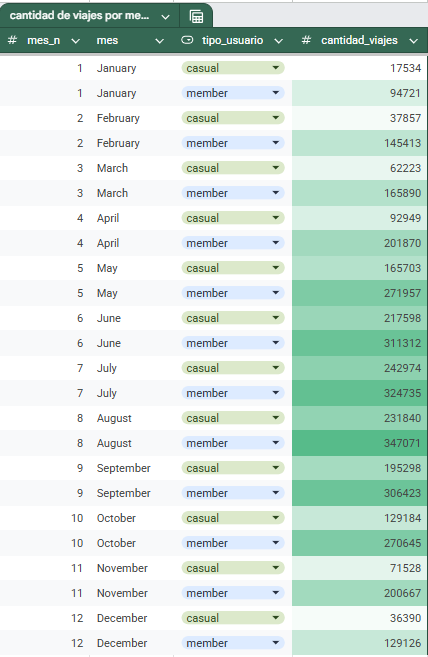 cantidad de viajes por me...
# mes_n mes tipo_usuario # cantidad_viajes
1 January casual 17534
1 January member 94721
2 February casual 37857
2 February member 145413
3 March casual 62223
3 March member 165890
4 April casual 92949
4 April member 201870
5 May casual 165703
5 May member 271957
6 June casual 217598
6 June member 311312
7 July casual 242974
7 July member 324735
8 August casual 231840
8 August member 347071
9 September casual 195298
9 September member 306423
10 October casual 129184
10 October member 270645
11 November casual 71528
11 November member 200667
12 December casual 36390
12 December member 129126